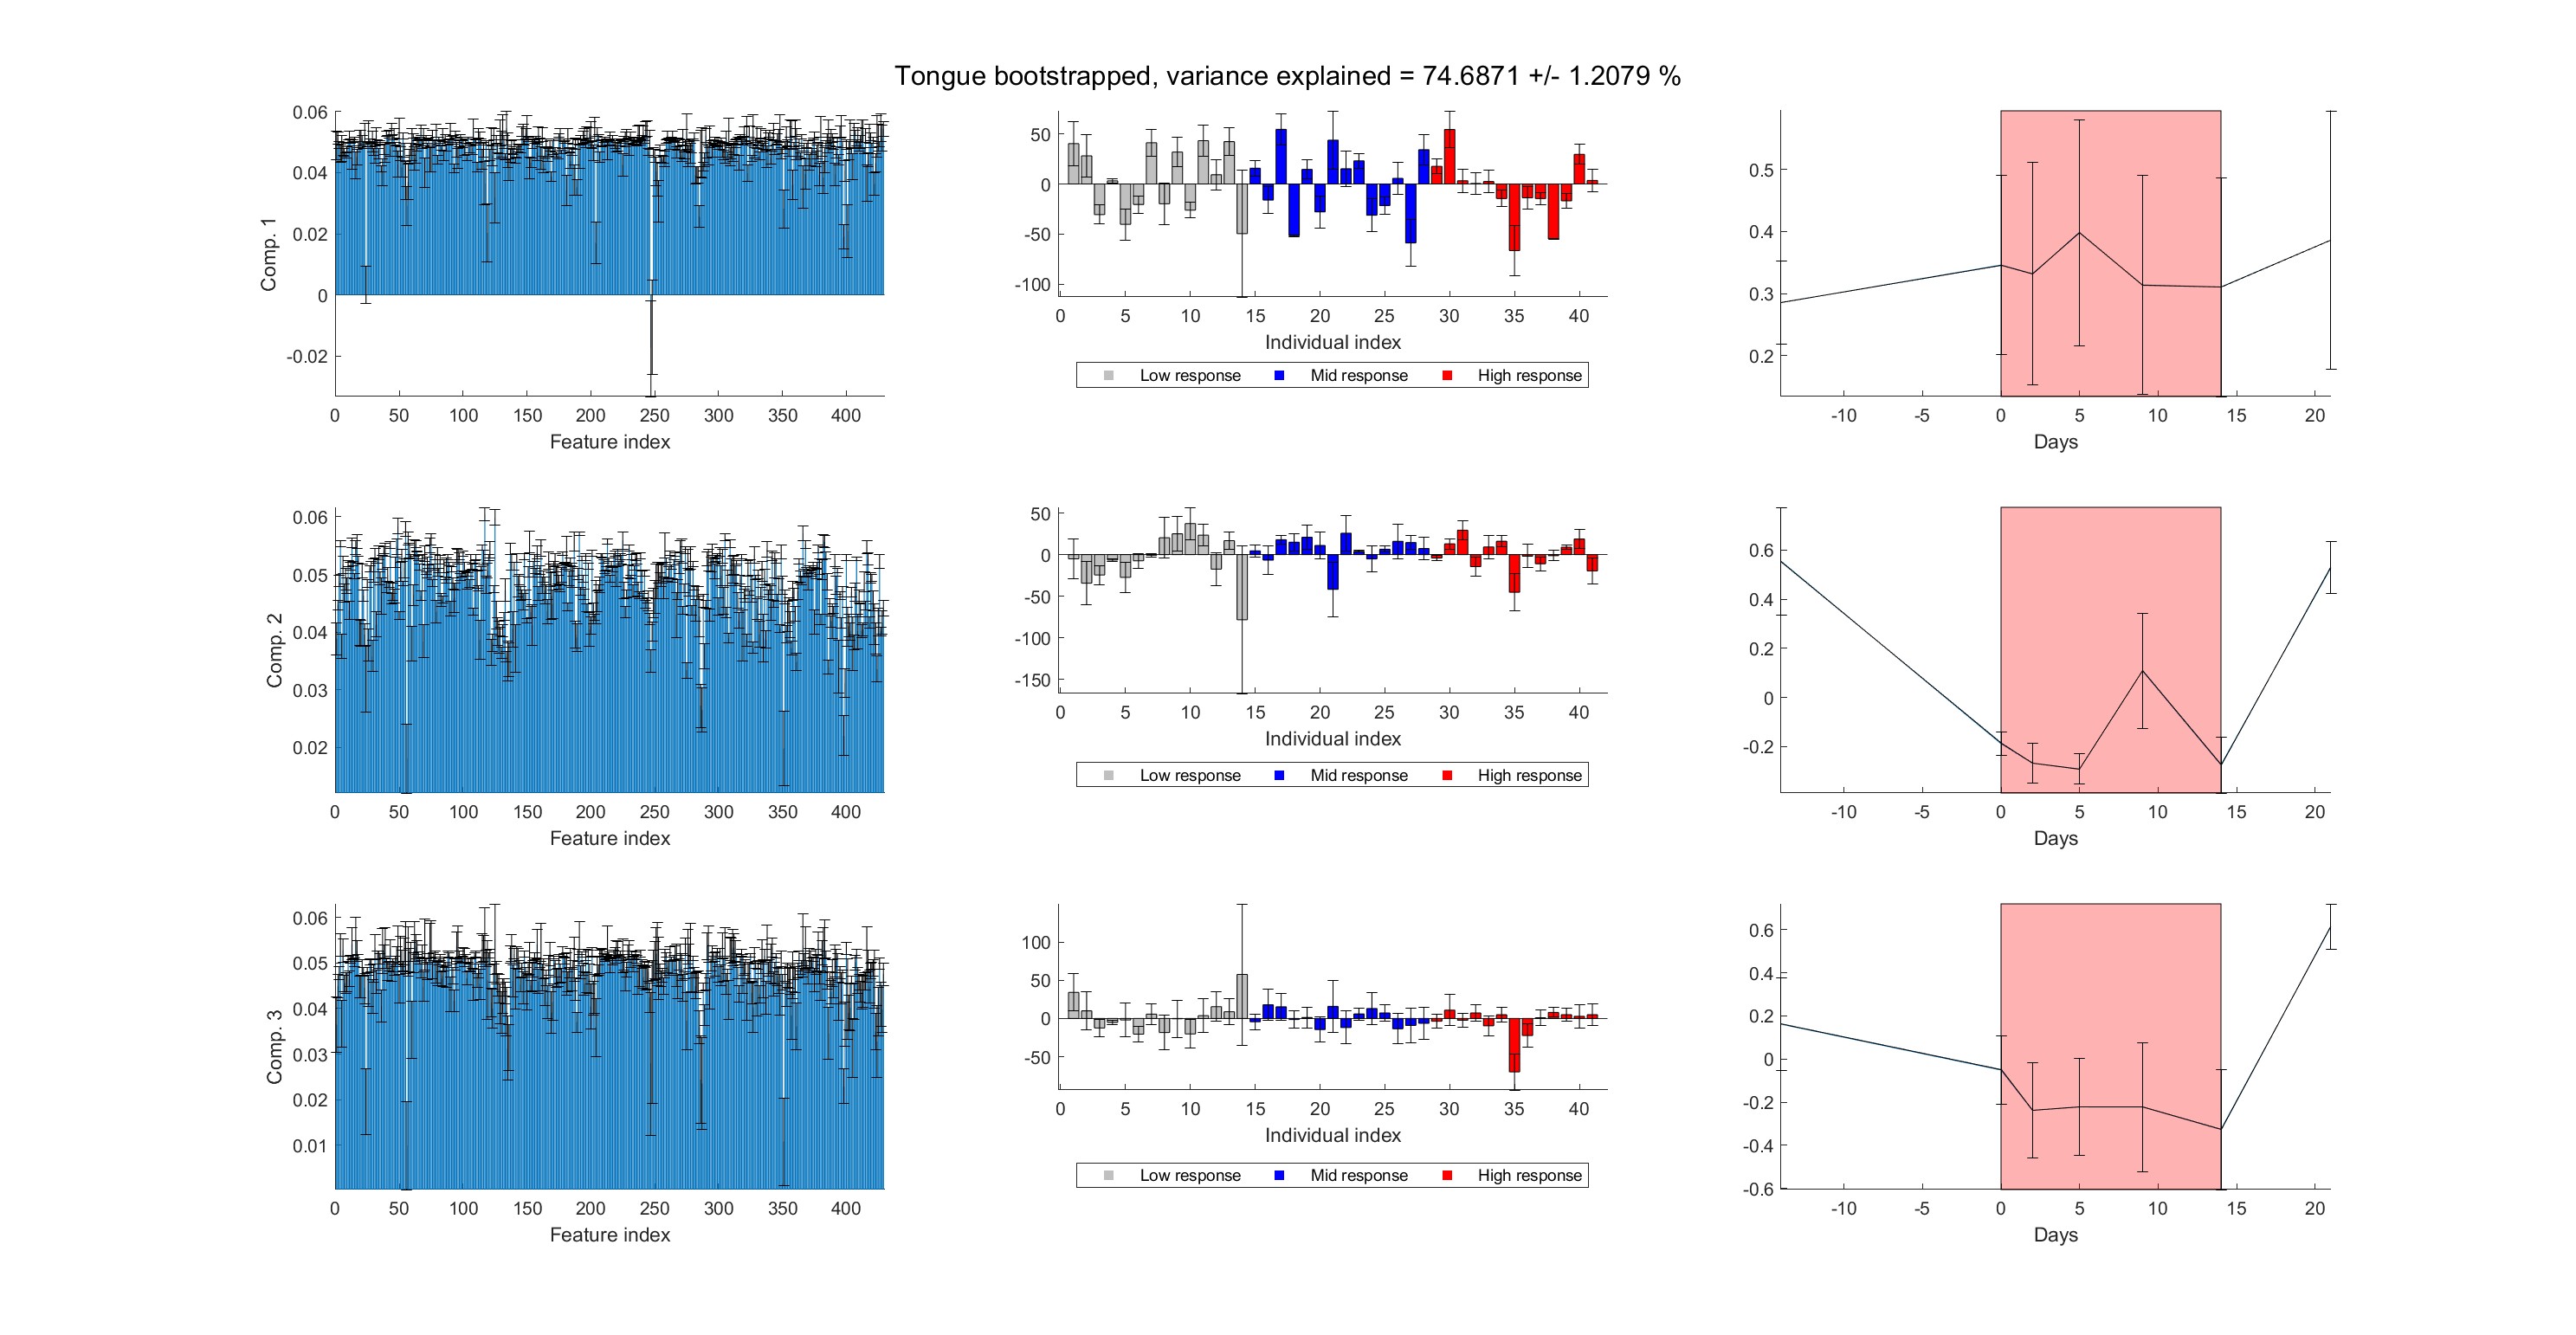 Tongue bootstrapped, variance explained = 74.6871 +/- 1.2079 %
Comp. 1
0.06
0.04
0.02
0
-0.02
0 50 100 150 200 250 300 350 400
Feature index
50
0
-50
-100
0 5 10 15 20 25 30 35 40
Individual index
Low response Mid response High response
0.5
0.4
0.3
0.2
-10 -5 0 5 10 15 20
Days
Comp. 2
0.06
0.05
0.04
0.03
0.02
0 50 100 150 200 250 300 350 400
Feature index
50
0
-50
-100
-150
0 5 10 15 20 25 30 35 40
Individual index
Low response Mid response High response
0.6
0.4
0.2
0
-0.2
-10 -5 0 5 10 15 20
Days
Comp. 3
0.06
0.05
0.04
0.03
0.02
0.01
0 50 100 150 200 250 300 350 400
Feature index
100
50
0
-50
0 5 10 15 20 25 30 35 40
Individual index
Low response Mid response High response
0.6
0.4
0.2
0
-0.2
-0.4
-0.6
-10 -5 0 5 10 15 20
Days